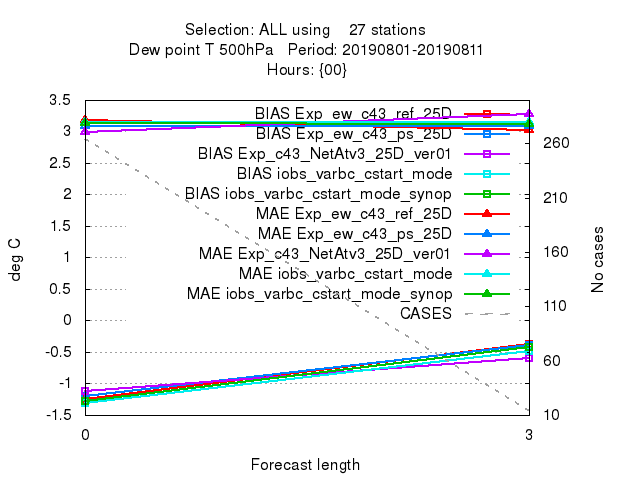 Selection: ALL using 27 stations
Dew point T 500hPa Period: 20190801-20190811
Hours: {00}
3.5
3
2.5
2
1.5
1
0.5
0
-0.5
-1
-1.5
deg C
BIAS Exp_ew_c43_ref_25D
BIAS Exp_ew_c43_ps_25D
BIAS Exp_c43_NetAtv3_25D_ver01
BIAS iobs_varbc_cstart_mode
BIAS iobs_varbc_cstart_mode_synop
MAE Exp_ew_c43_ref_25D
MAE Exp_ew_c43_ps_25D
MAE Exp_c43_NetAtv3_25D_ver01
MAE iobs_varbc_cstart_mode
MAE iobs_varbc_cstart_mode_synop
CASES
260
210
160
110
60
10
No cases
0 3
Forecast length